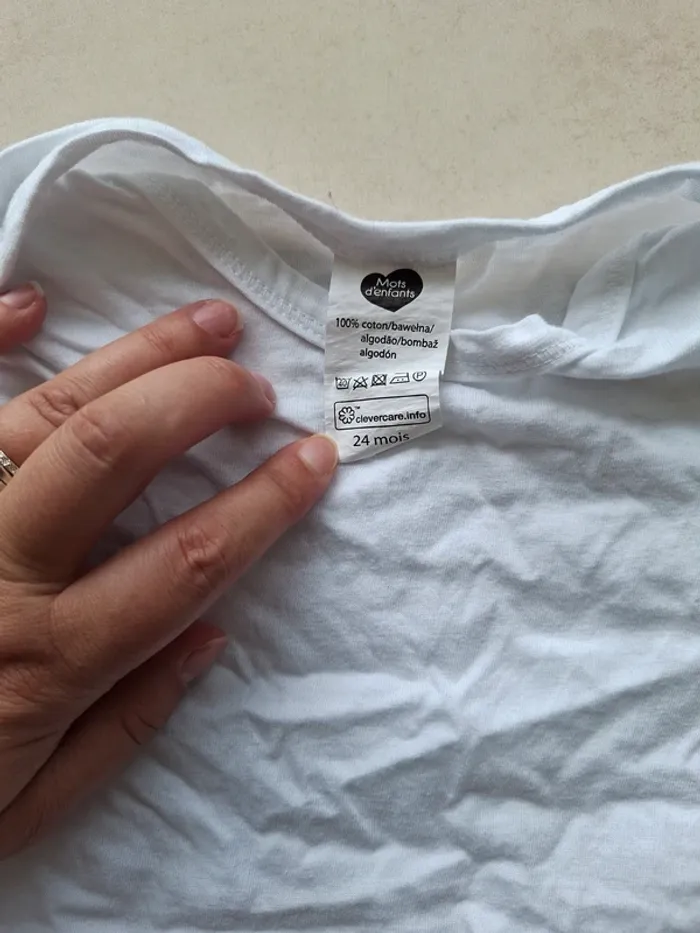 Mots
d'enfants
100% coton/bawełna/
algodão/bombaž
algodón
P
clevercare.info
24 mois